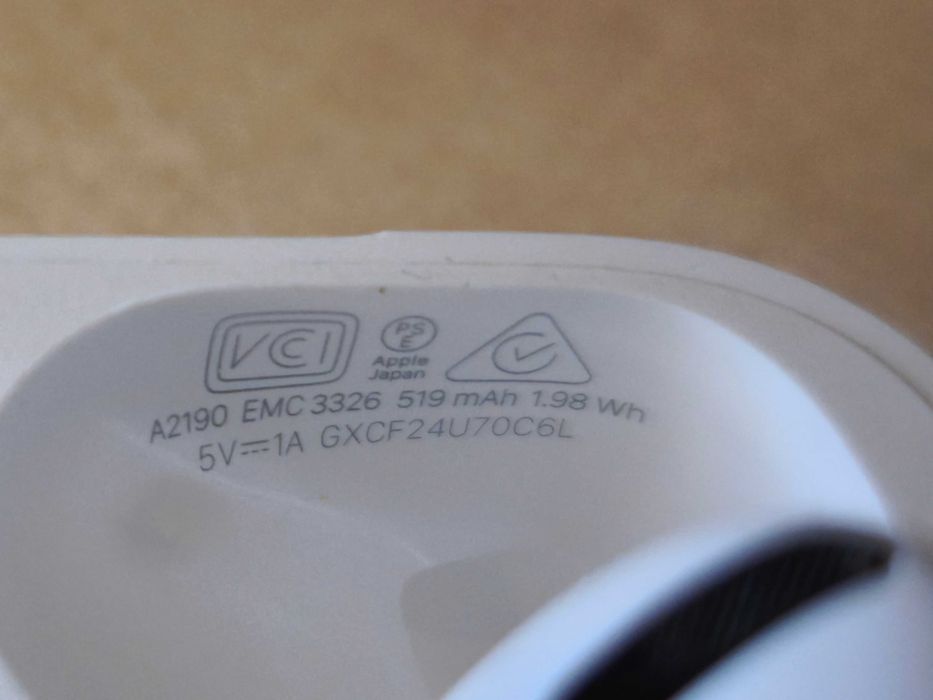 VCI
PS
E
Apple
Japan
A2190 EMC 3326 519 mAh 1.98 Wh
5V⎓1A GXCF24U70C6L